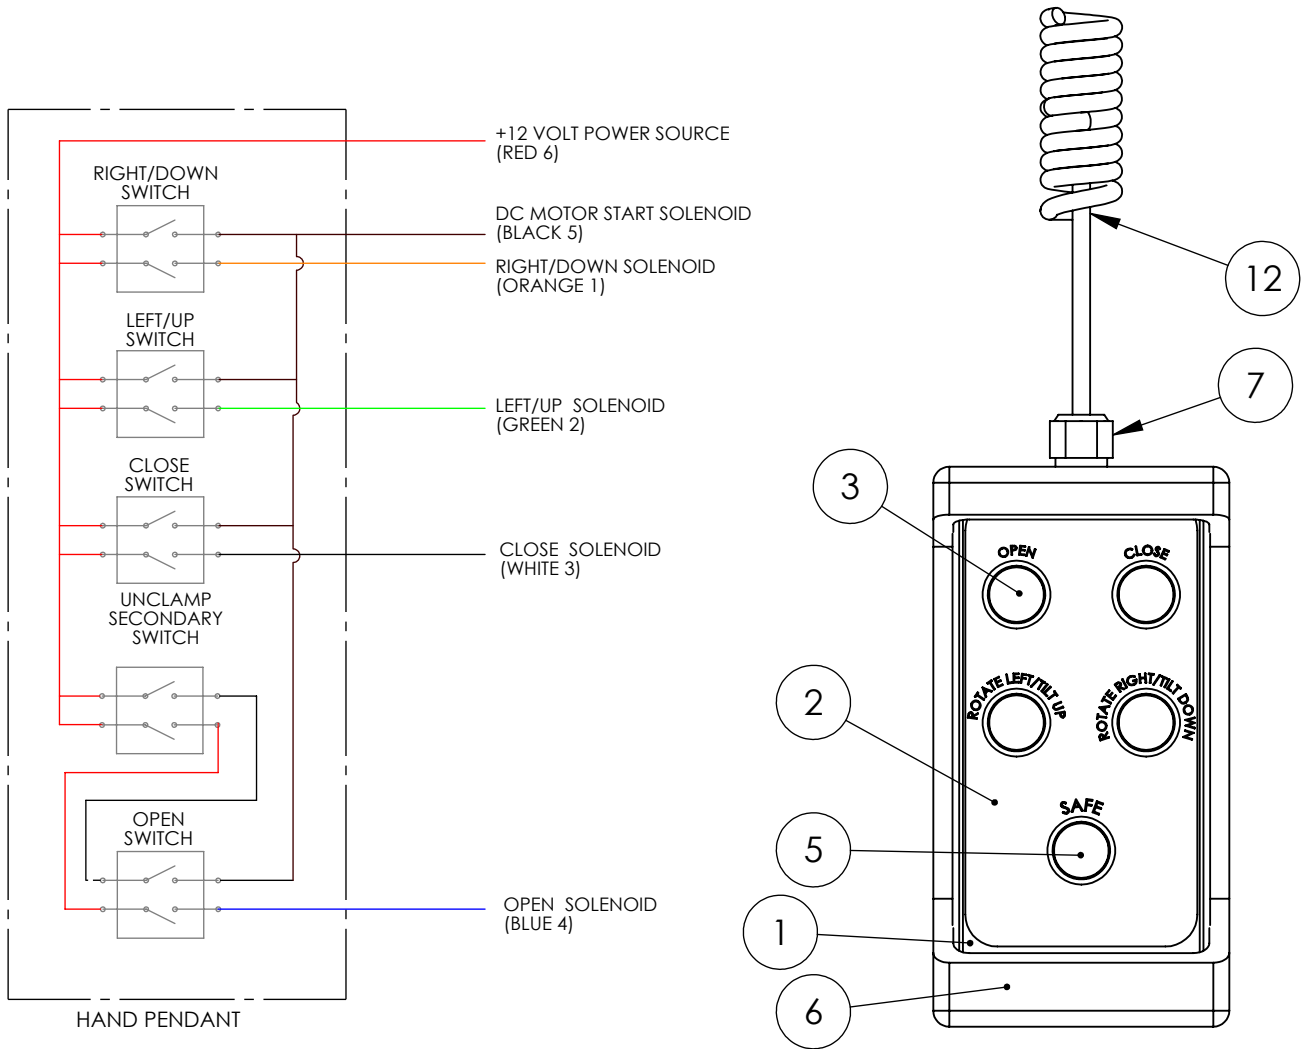 +12 VOLT POWER SOURCE
(RED 6)
RIGHT/DOWN
SWITCH
DC MOTOR START SOLENOID
(BLACK 5)
RIGHT/DOWN SOLENOID
(ORANGE 1)
LEFT/UP
SWITCH
LEFT/UP SOLENOID
(GREEN 2)
CLOSE
SWITCH
CLOSE SOLENOID
(WHITE 3)
UNCLAMP
SECONDARY
SWITCH
OPEN
SWITCH
OPEN SOLENOID
(BLUE 4)
HAND PENDANT
12
7
3
OPEN
CLOSE
2
ROTATE LEFT/TILT UP
ROTATE RIGHT/TILT DOWN
SAFE
5
1
6